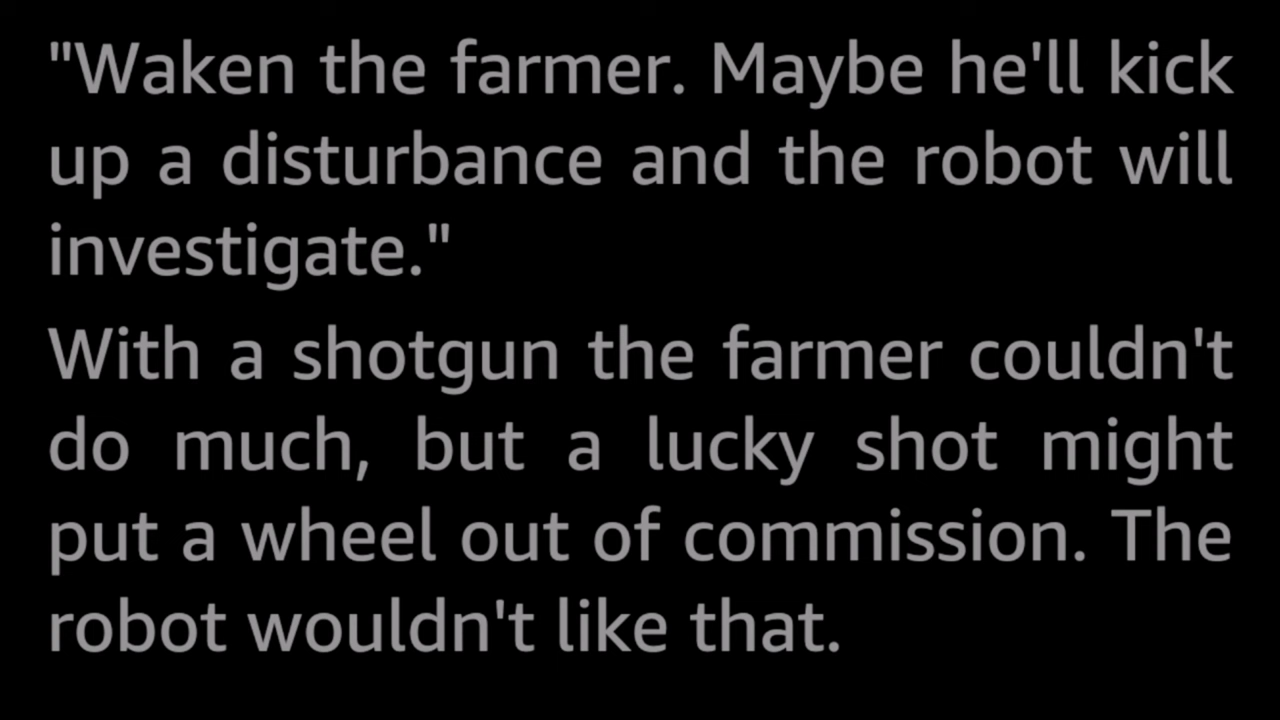 "Waken the farmer. Maybe he'll kick
up a disturbance and the robot will
investigate."
With a shotgun the farmer couldn't
do much, but a lucky shot might
put a wheel out of commission. The
robot wouldn't like that.